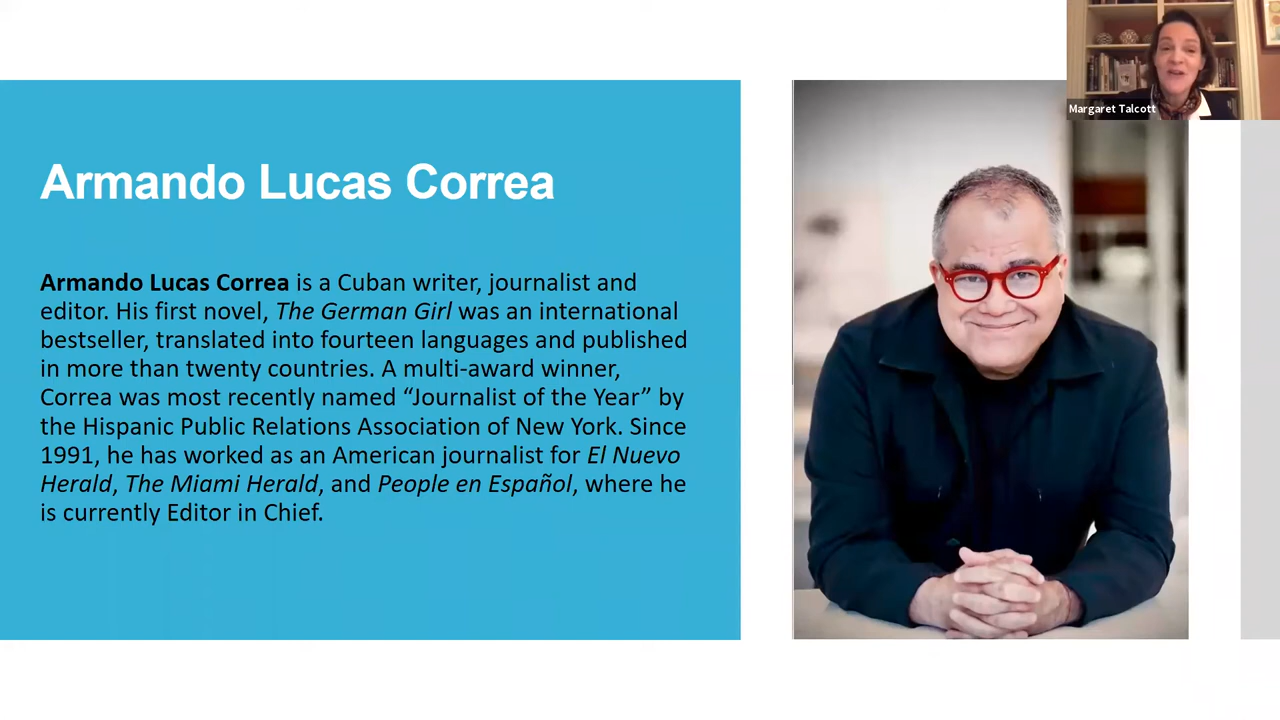 Margaret Talcott
Armando Lucas Correa
Armando Lucas Correa is a Cuban writer, journalist and
editor. His first novel, The German Girl was an international
bestseller, translated into fourteen languages and published
in more than twenty countries. A multi-award winner,
Correa was most recently named “Journalist of the Year” by
the Hispanic Public Relations Association of New York. Since
1991, he has worked as an American journalist for El Nuevo
Herald, The Miami Herald, and People en Español, where he
is currently Editor in Chief.